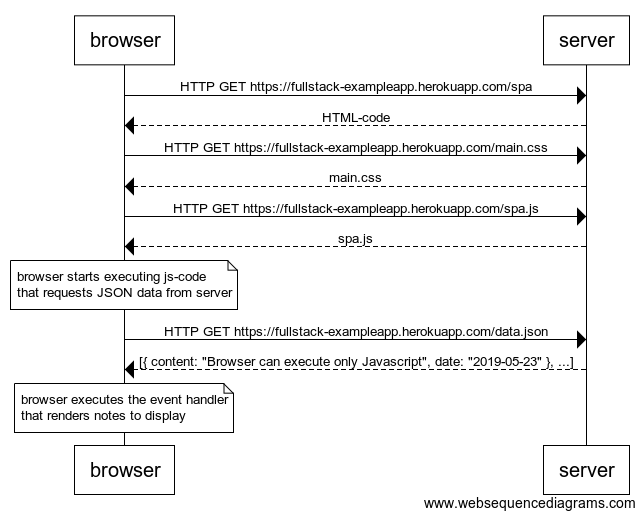 browser
server
HTTP GET https://fullstack-exampleapp.herokuapp.com/spa
HTML-code
HTTP GET https://fullstack-exampleapp.herokuapp.com/main.css
main.css
HTTP GET https://fullstack-exampleapp.herokuapp.com/spa.js
spa.js
browser starts executing js-code
that requests JSON data from server
HTTP GET https://fullstack-exampleapp.herokuapp.com/data.json
[{ content: "Browser can execute only Javascript", date: "2019-05-23" }, ...]
browser executes the event handler
that renders notes to display
browser
server
www.websequencediagrams.com